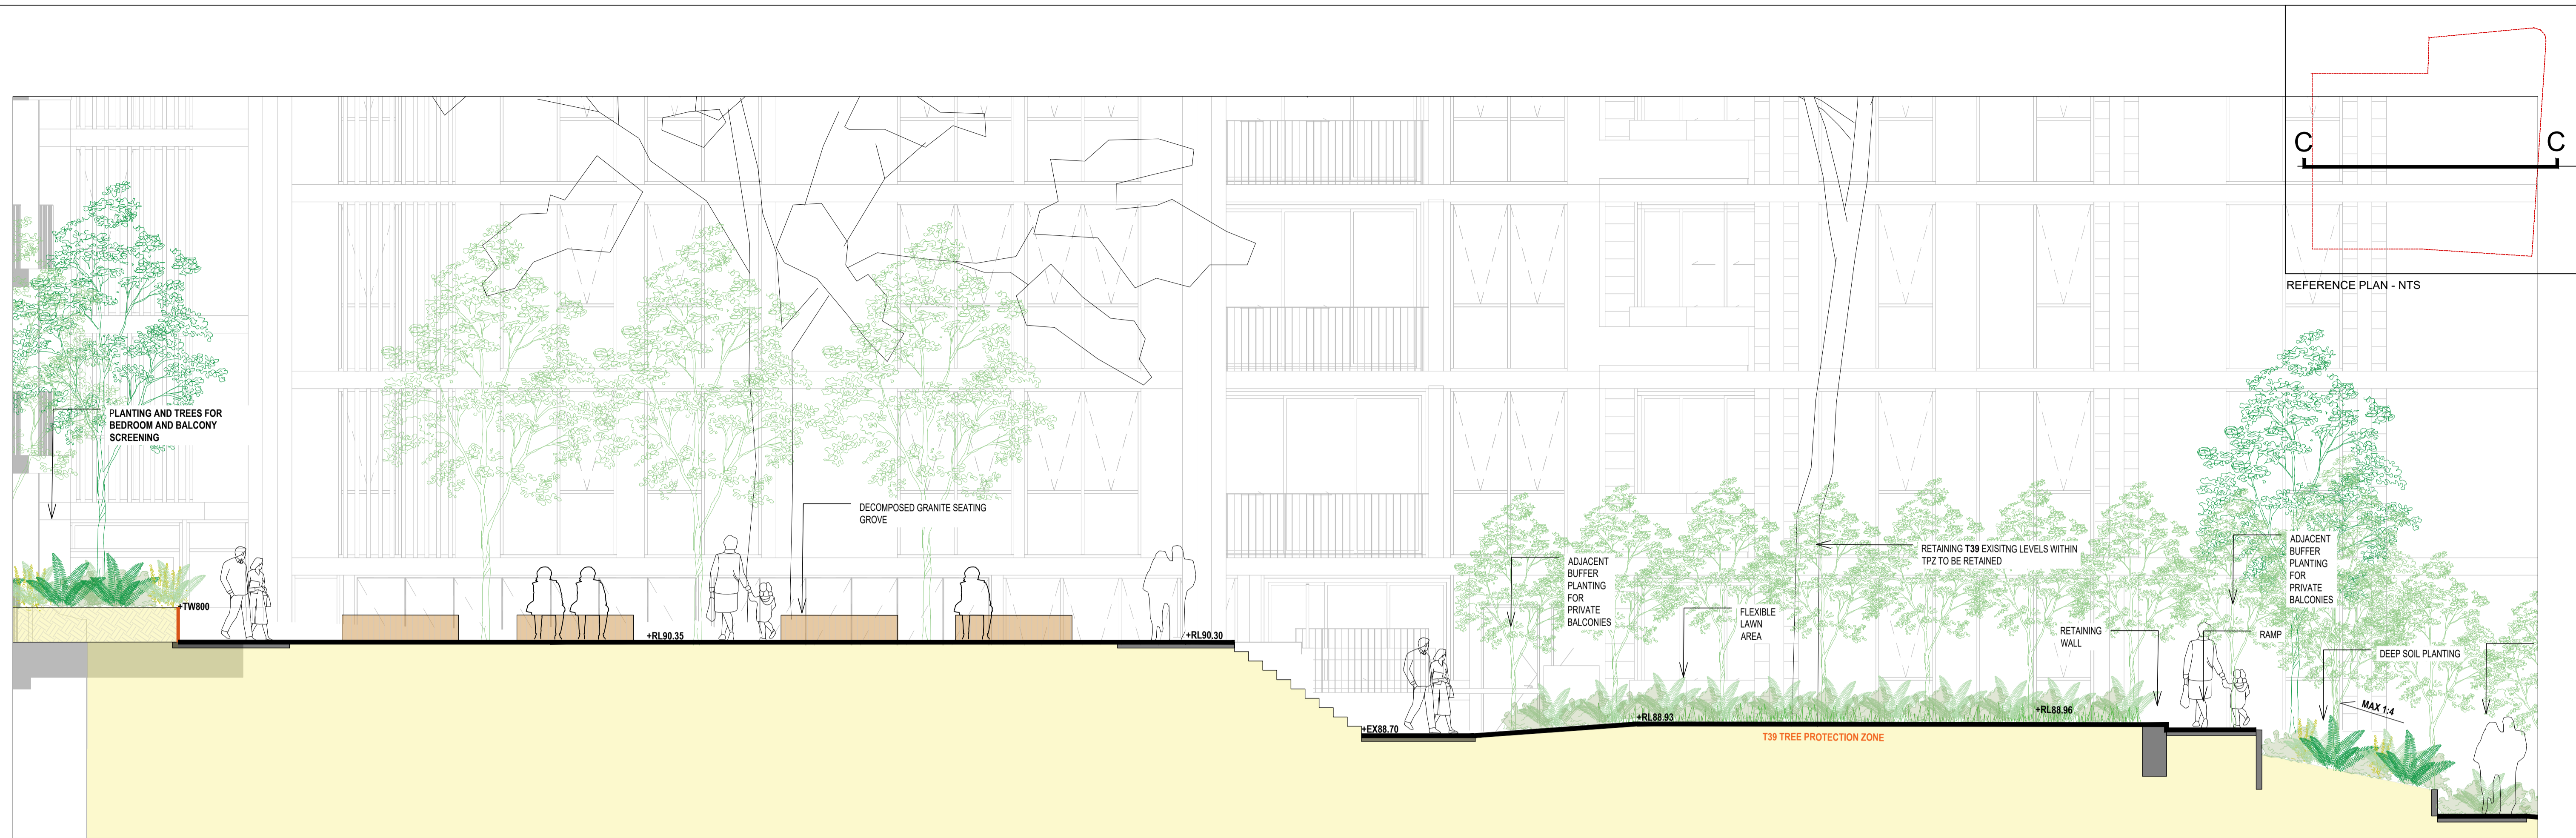 C
C
REFERENCE PLAN - NTS
PLANTING AND TREES FOR
BEDROOM AND BALCONY
SCREENING
DECOMPOSED GRANITE SEATING
GROVE
ADJACENT
BUFFER
PLANTING
FOR
PRIVATE
BALCONIES
FLEXIBLE
LAWN
AREA
RETAINING T39 EXISITNG LEVELS WITHIN
TPZ TO BE RETAINED
RETAINING
WALL
RAMP
ADJACENT
BUFFER
PLANTING
FOR
PRIVATE
BALCONIES
DEEP SOIL PLANTING
MAX 1:4
+TW800
+RL90.35
+RL90.30
+EX88.70
+RL88.93
+RL88.96
T39 TREE PROTECTION ZONE